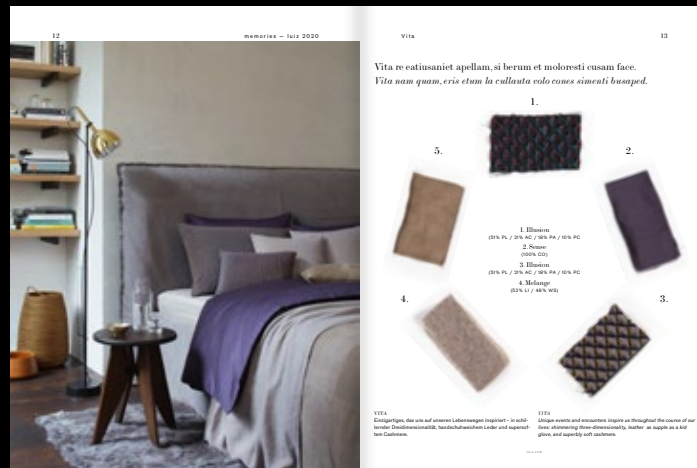 12
memories — luiz 2020
Vita
13
Vita re eatiusaniet apellam, si berum et moloresti cusam face.
Vita nam quam, eris etum la cullauta volo cones simenti busaped.
1.
5.
2.
1. Illusion
(51% PL / 21% AC / 18% PA / 10% PC
2. Sense
(100% CO)
3. Illusion
(51% PL / 21% AC / 18% PA / 10% PC
4. Melange
(52% LI / 48% WS)
4.
3.
VITA
Einzigartiges, das uns auf unseren Lebenswegen inspiriert – in schil-
lernder Dreidimensionalität, handschuhweichem Leder und supersof-
tem Cashmere.
VITA
Unique events and encounters inspire us throughout the course of our
lives: shimmering three-dimensionality, leather as supple as a kid
glove, and superbly soft cashmere.